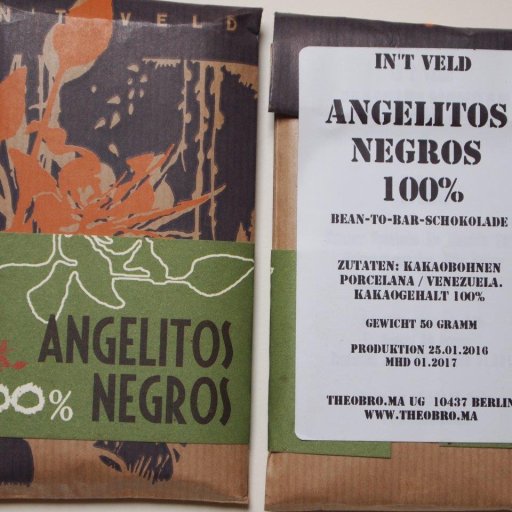 IN'T VELD
ANGELITOS
00% NEGROS
IN'T VELD
ANGELITOS
NEGROS
100%
BEAN-TO-BAR-SCHOKOLADE
ZUTATEN: KAKAOBOHNEN
PORCELANA / VENEZUELA.
KAKAOGEHALT 100%
GEWICHT 50 GRAMM
PRODUKTION 25.01.2016
MHD 01.2017
THEOBRO.MA UG 10437 BERLIN
WWW.THEOBRO.MA